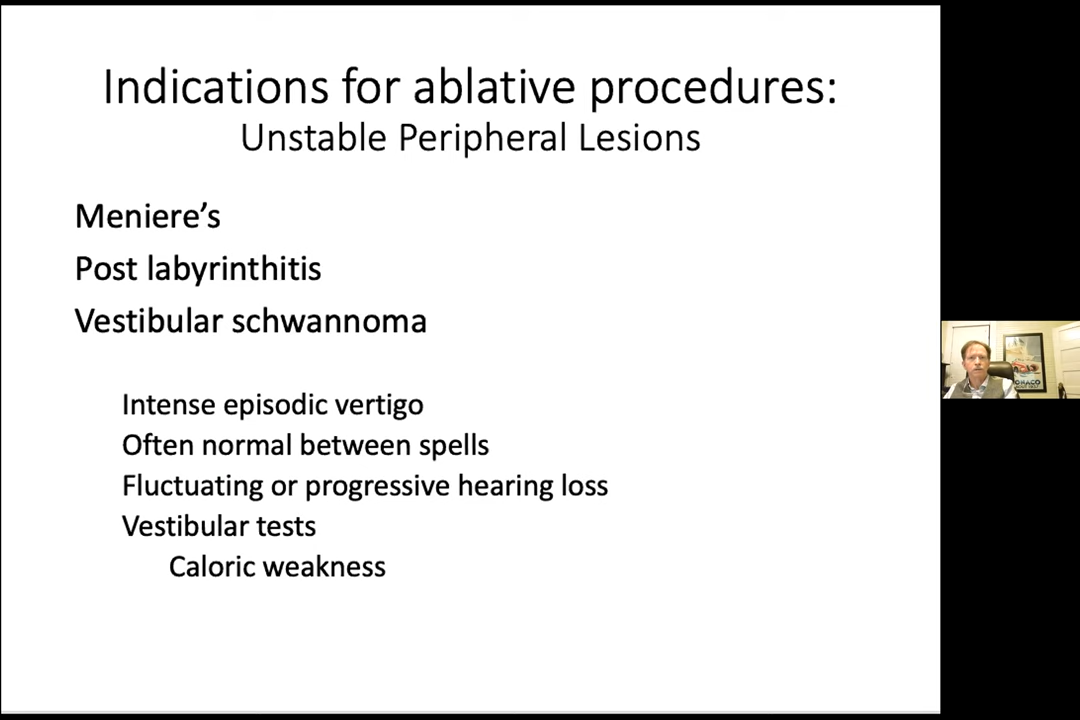 Indications for ablative procedures:
Unstable Peripheral Lesions
Meniere’s
Post labyrinthitis
Vestibular schwannoma
Intense episodic vertigo
Often normal between spells
Fluctuating or progressive hearing loss
Vestibular tests
Caloric weakness